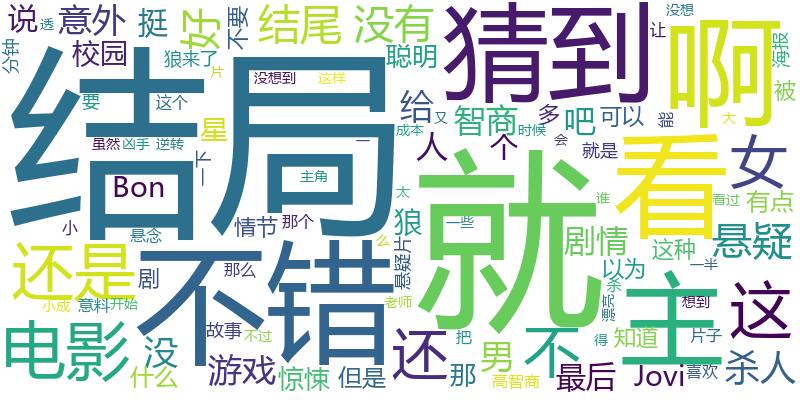 说 透 意外 挺 好 不要 结尾 没有 猜到 没想 让 啊 海报
分钟 校园 狼来了 片 聪明 被
结局 没想到 这样 给 智商 多 吧 可以 能
要 这个 星 又 大
虽然 凶手 逆转 一 成本 时候 会 看 女
一下 人 个 就是
Bon 主角 就 谁 看过 有点
小 悬念 情节 那个 太 狼 一些 剧情 这种 一半 悬疑
还是 不错 么 悬疑片 以为
剧 那么 杀 主 这
小成 意料 开始 老师 漂亮 想到
电影 没 故事 不过 还 把 不 得 知道 片子
什么 游戏 惊悚 但是 那 男 高智商 最后 Jovi 喜欢 杀人